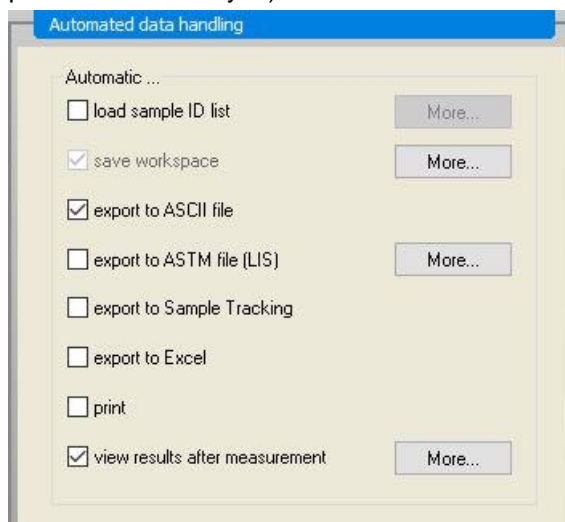 Automated data handling
Automatic ...
load sample ID list More...
save workspace More...
export to ASCII file
export to ASTM file (LIS) More...
export to Sample Tracking
export to Excel
print
view results after measurement More...